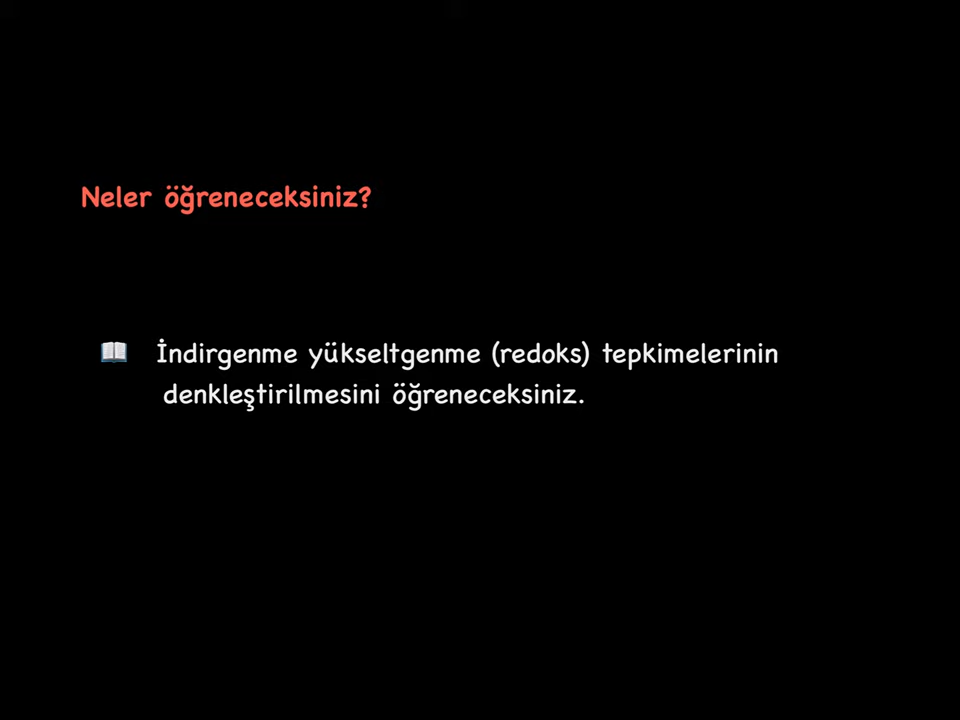 Neler öğreneceksiniz?
📖 İndirgenme yükseltgenme (redoks) tepkimelerinin
denkleştirilmesini öğreneceksiniz.